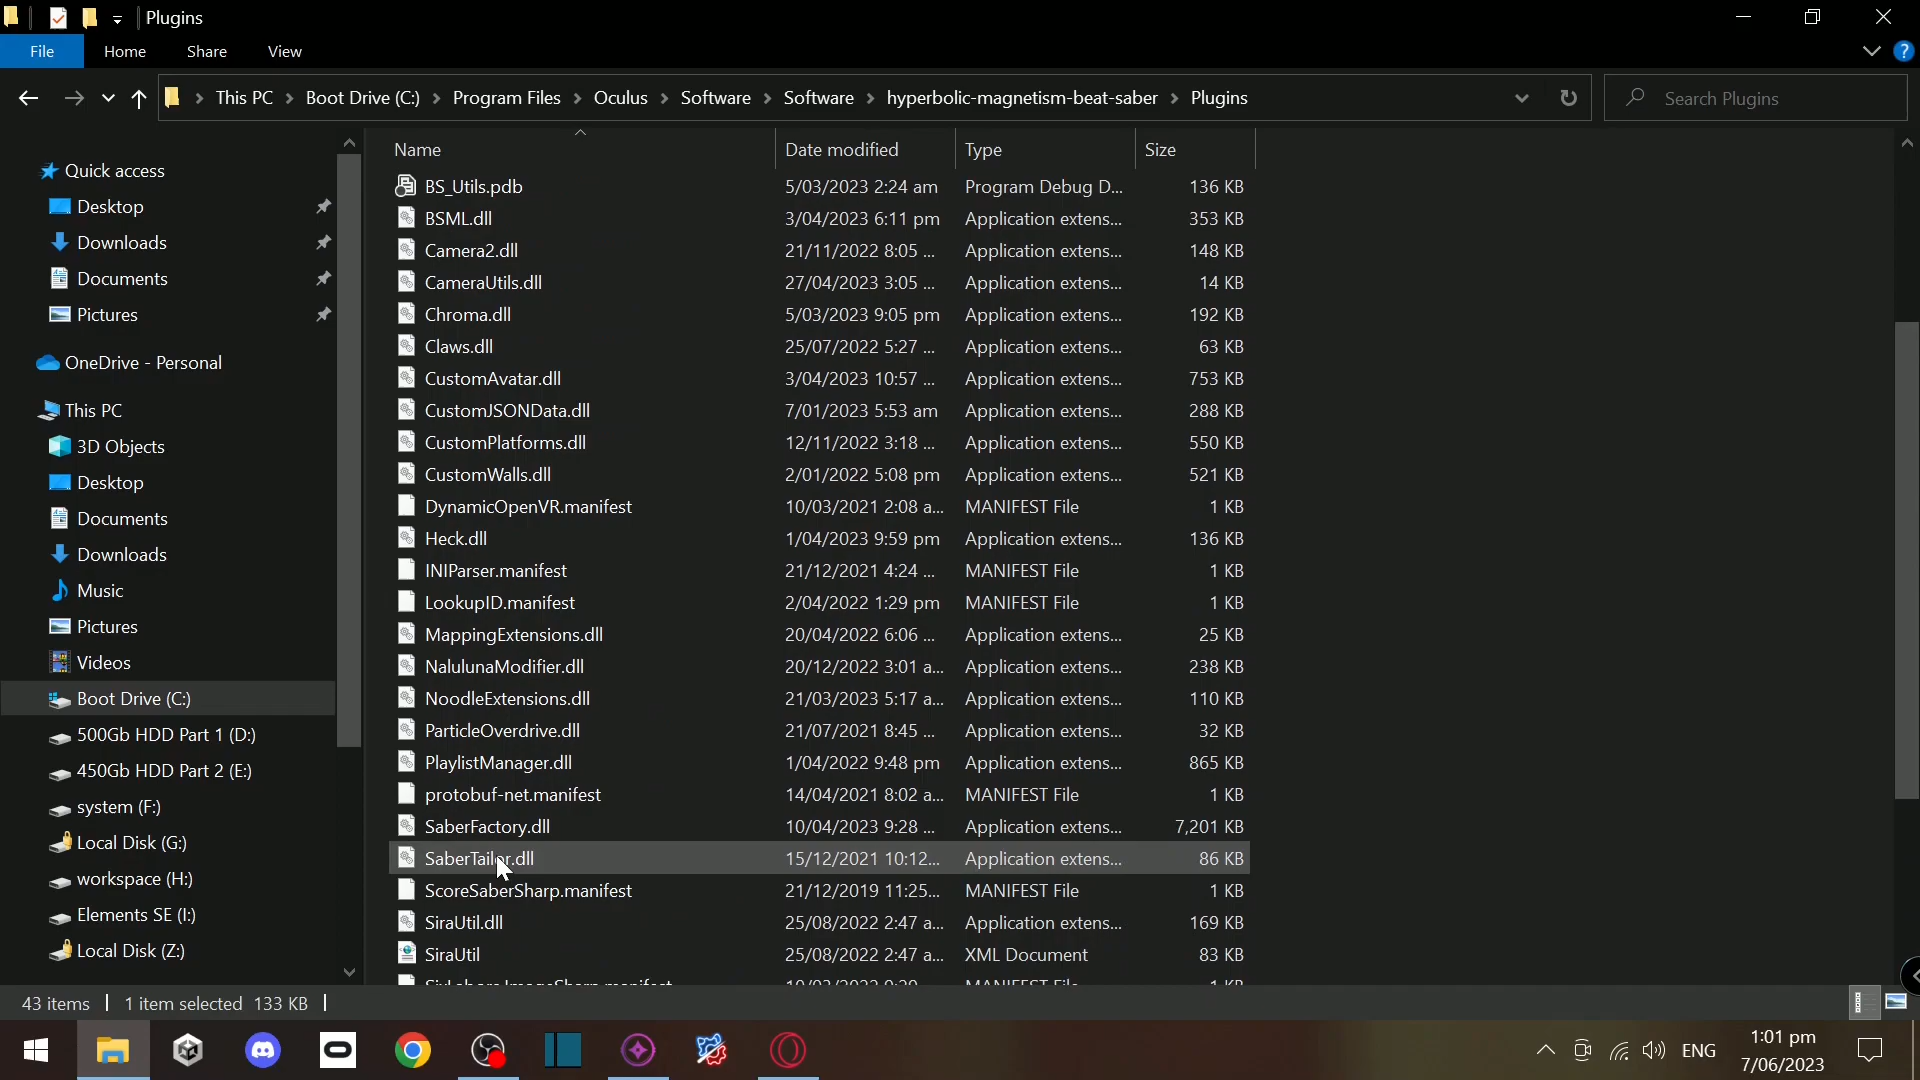 Plugins
File Home Share View
This PC Boot Drive (C:) Program Files Oculus Software Software hyperbolic-magnetism-beat-saber Plugins Search Plugins
Name Date modified Type Size
BS_Utils.pdb 5/03/2023 2:24 am Program Debug D... 136 KB
BSML.dll 3/04/2023 6:11 pm Application extens... 353 KB
Camera2.dll 21/11/2022 8:05 ... Application extens... 148 KB
CameraUtils.dll 27/04/2023 3:05 ... Application extens... 14 KB
Chroma.dll 5/03/2023 9:05 pm Application extens... 192 KB
Claws.dll 25/07/2022 5:27 ... Application extens... 63 KB
CustomAvatar.dll 3/04/2023 10:57 ... Application extens... 753 KB
CustomJSONData.dll 7/01/2023 5:53 am Application extens... 288 KB
CustomPlatforms.dll 12/11/2022 3:18 ... Application extens... 550 KB
CustomWalls.dll 2/01/2022 5:08 pm Application extens... 521 KB
DynamicOpenVR.manifest 10/03/2021 2:08 a... MANIFEST File 1 KB
Heck.dll 1/04/2023 9:59 pm Application extens... 136 KB
INIParser.manifest 21/12/2021 4:24 ... MANIFEST File 1 KB
LookupID.manifest 2/04/2022 1:29 pm MANIFEST File 1 KB
MappingExtensions.dll 20/04/2022 6:06 ... Application extens... 25 KB
NalulunaModifier.dll 20/12/2022 3:01 a... Application extens... 238 KB
NoodleExtensions.dll 21/03/2023 5:17 a... Application extens... 110 KB
ParticleOverdrive.dll 21/07/2021 8:45 ... Application extens... 32 KB
PlaylistManager.dll 1/04/2022 9:48 pm Application extens... 865 KB
protobuf-net.manifest 14/04/2021 8:02 a... MANIFEST File 1 KB
SaberFactory.dll 10/04/2023 9:28 ... Application extens... 7,201 KB
SaberTailor.dll 15/12/2021 10:12... Application extens... 86 KB
ScoreSaberSharp.manifest 21/12/2019 11:25... MANIFEST File 1 KB
SiraUtil.dll 25/08/2022 2:47 a... Application extens... 169 KB
SiraUtil 25/08/2022 2:47 a... XML Document 83 KB
Quick access
Desktop
Downloads
Documents
Pictures
OneDrive - Personal
This PC
3D Objects
Desktop
Documents
Downloads
Music
Pictures
Videos
Boot Drive (C:)
500Gb HDD Part 1 (D:)
450Gb HDD Part 2 (E:)
system (F:)
Local Disk (G:)
workspace (H:)
Elements SE (I:)
Local Disk (Z:)
43 items 1 item selected 133 KB
ENG
1:01 pm
7/06/2023